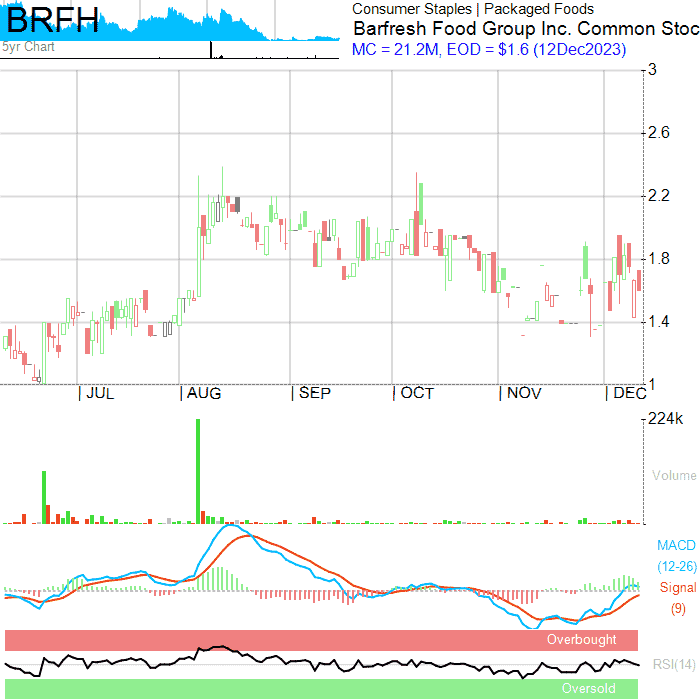 BRFH
5yr Chart
Consumer Staples | Packaged Foods
Barfresh Food Group Inc. Common Stoc
MC = 21.2M, EOD = $1.6 (12Dec2023)
3
2.6
2.2
1.8
1.4
1
JUL
AUG
SEP
OCT
NOV
DEC
224k
Volume
MACD
(12-26)
Signal
(9)
Overbought
RSI(14)
Oversold